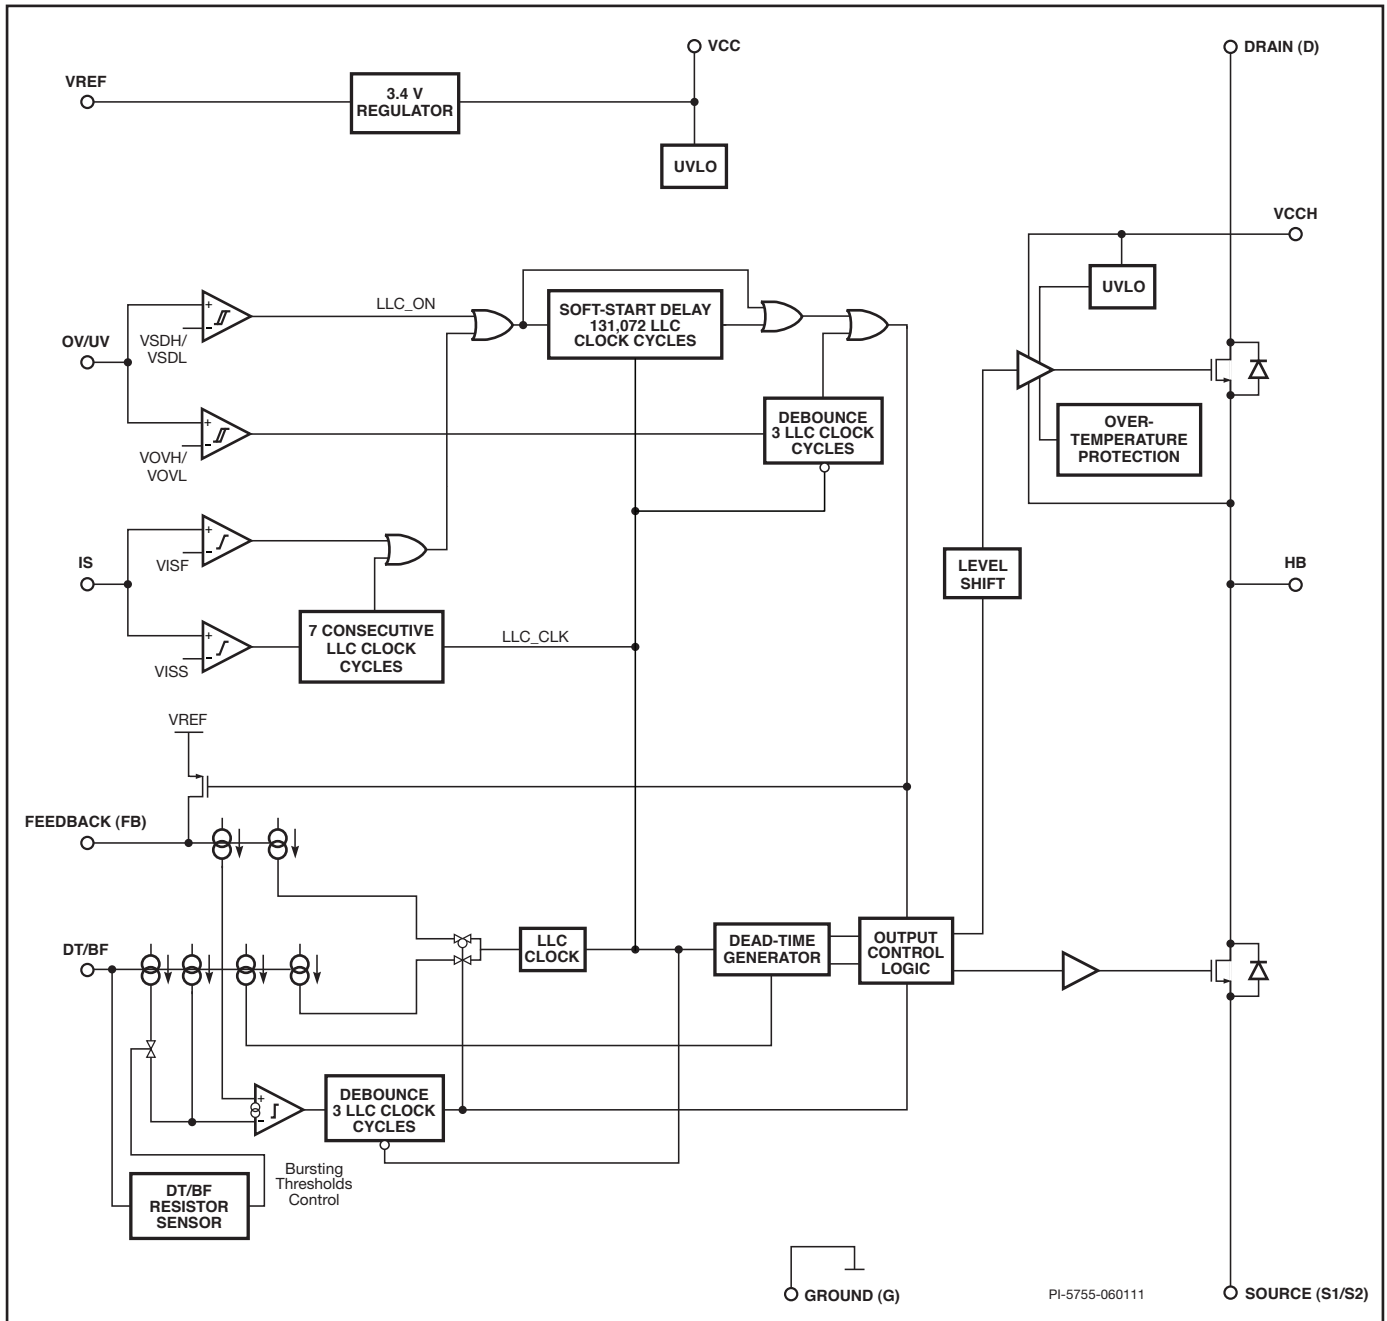 VCC
DRAIN (D)
VREF
3.4 V
REGULATOR
UVLO
VCCH
UVLO
LLC_ON
SOFT-START DELAY
131,072 LLC
CLOCK CYCLES
OV/UV
VSDH/
VSDL
+
−
DEBOUNCE
3 LLC CLOCK
CYCLES
OVER-
TEMPERATURE
PROTECTION
+
−
VOVH/
VOVL
+
−
IS
VISF
LEVEL
SHIFT
HB
7 CONSECUTIVE
LLC CLOCK
CYCLES
LLC_CLK
+
−
VISS
VREF
FEEDBACK (FB)
DT/BF
LLC
CLOCK
DEAD-TIME
GENERATOR
OUTPUT
CONTROL
LOGIC
+
−
DEBOUNCE
3 LLC CLOCK
CYCLES
Bursting
Thresholds
Control
DT/BF
RESISTOR
SENSOR
GROUND (G)
PI-5755-060111
SOURCE (S1/S2)